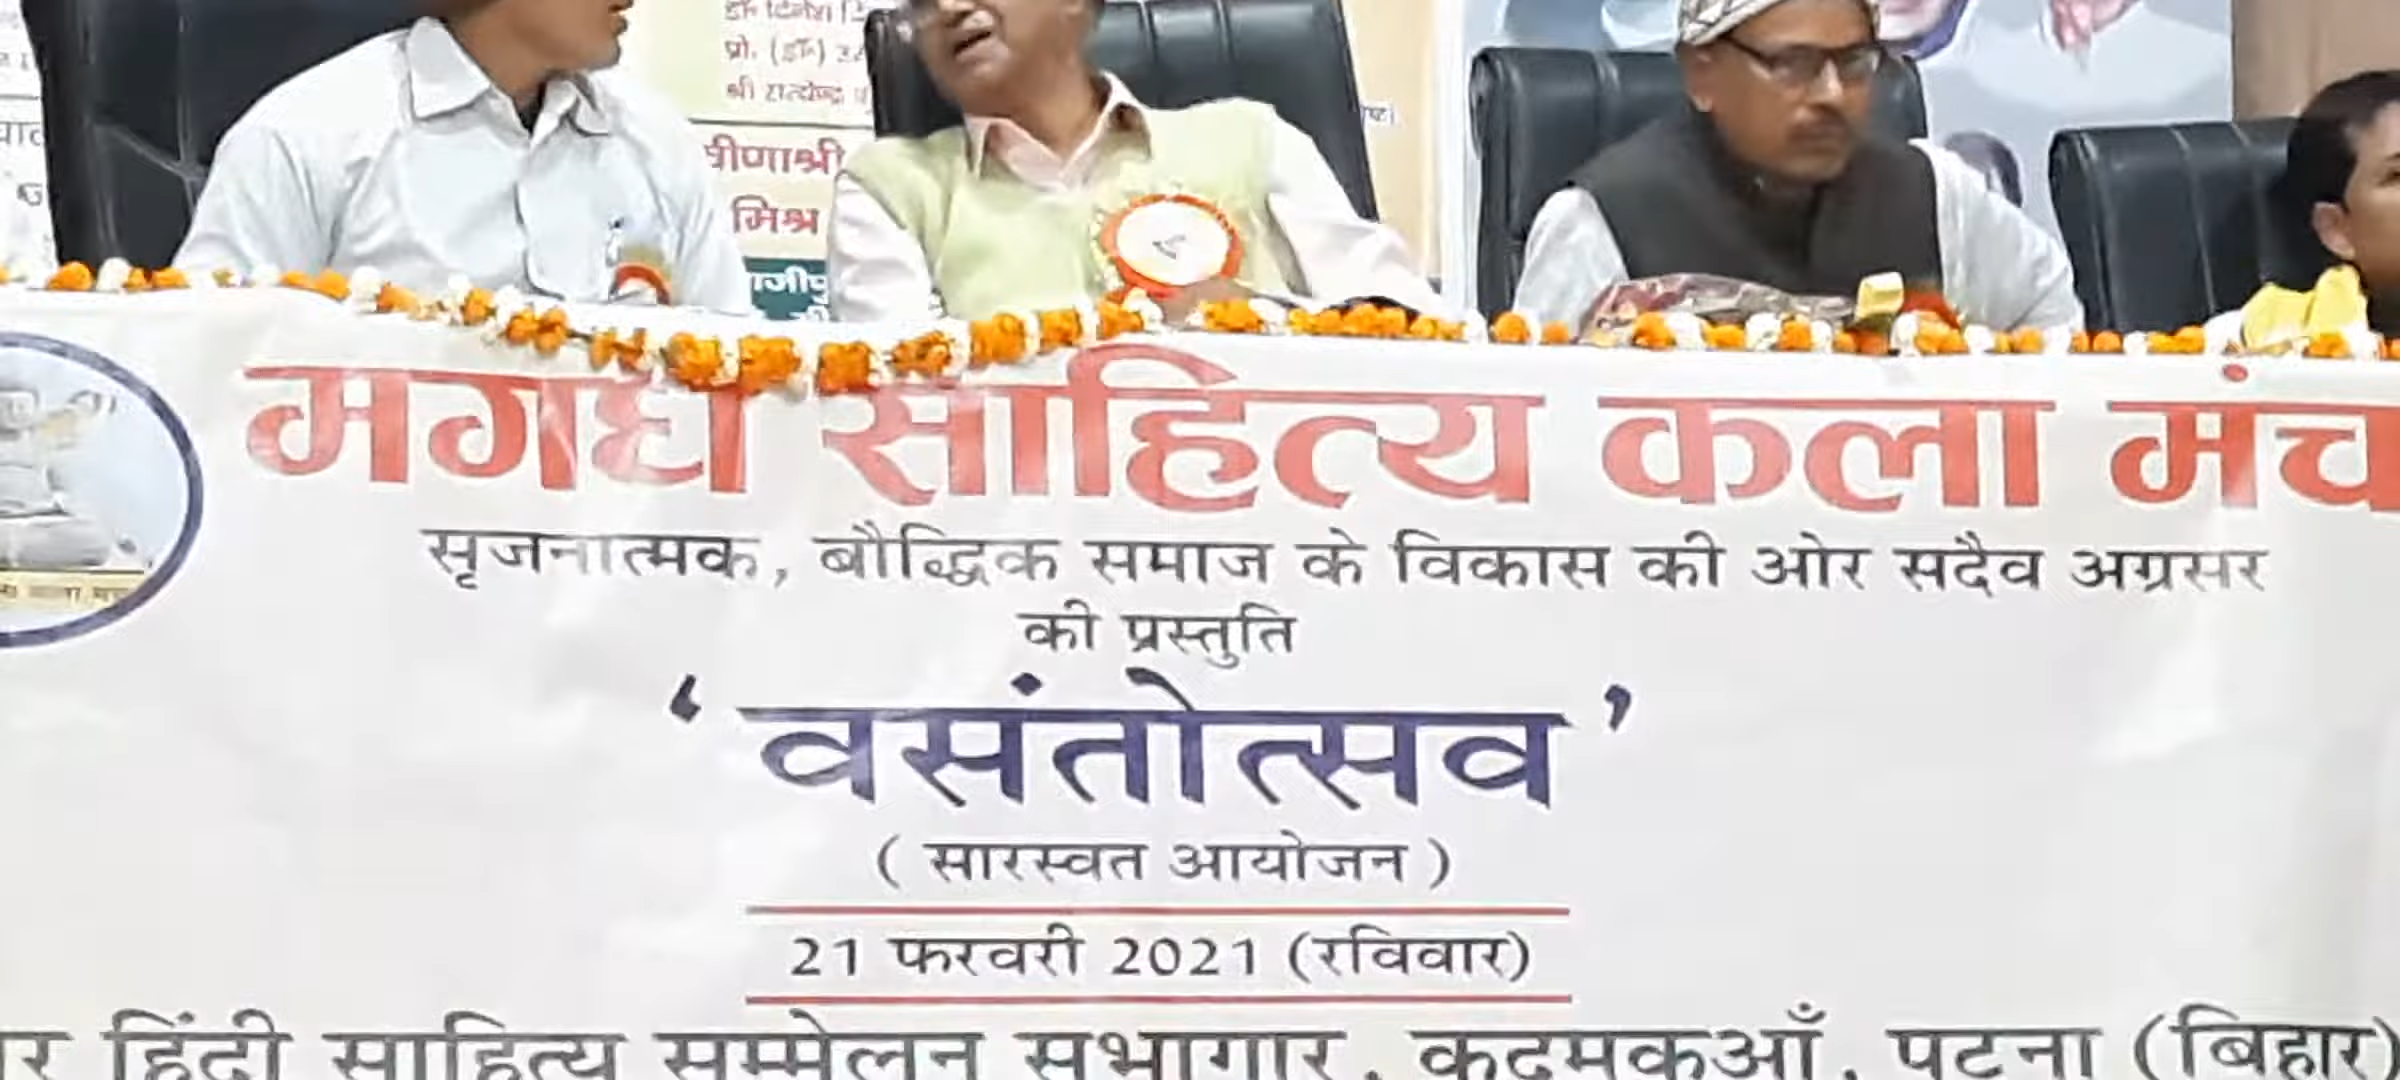 प्रो. (डॉ०)
मिश्र
मगध साहित्य कला मंच
सृजनात्मक, बौद्धिक समाज के विकास की ओर सदैव अग्रसर
की प्रस्तुति
‘वसंतोत्सव’
( सारस्वत आयोजन )
21 फरवरी 2021 (रविवार)
हिंदी साहित्य सम्मेलन सभागार, कदमकुआँ, पटना (बिहार)